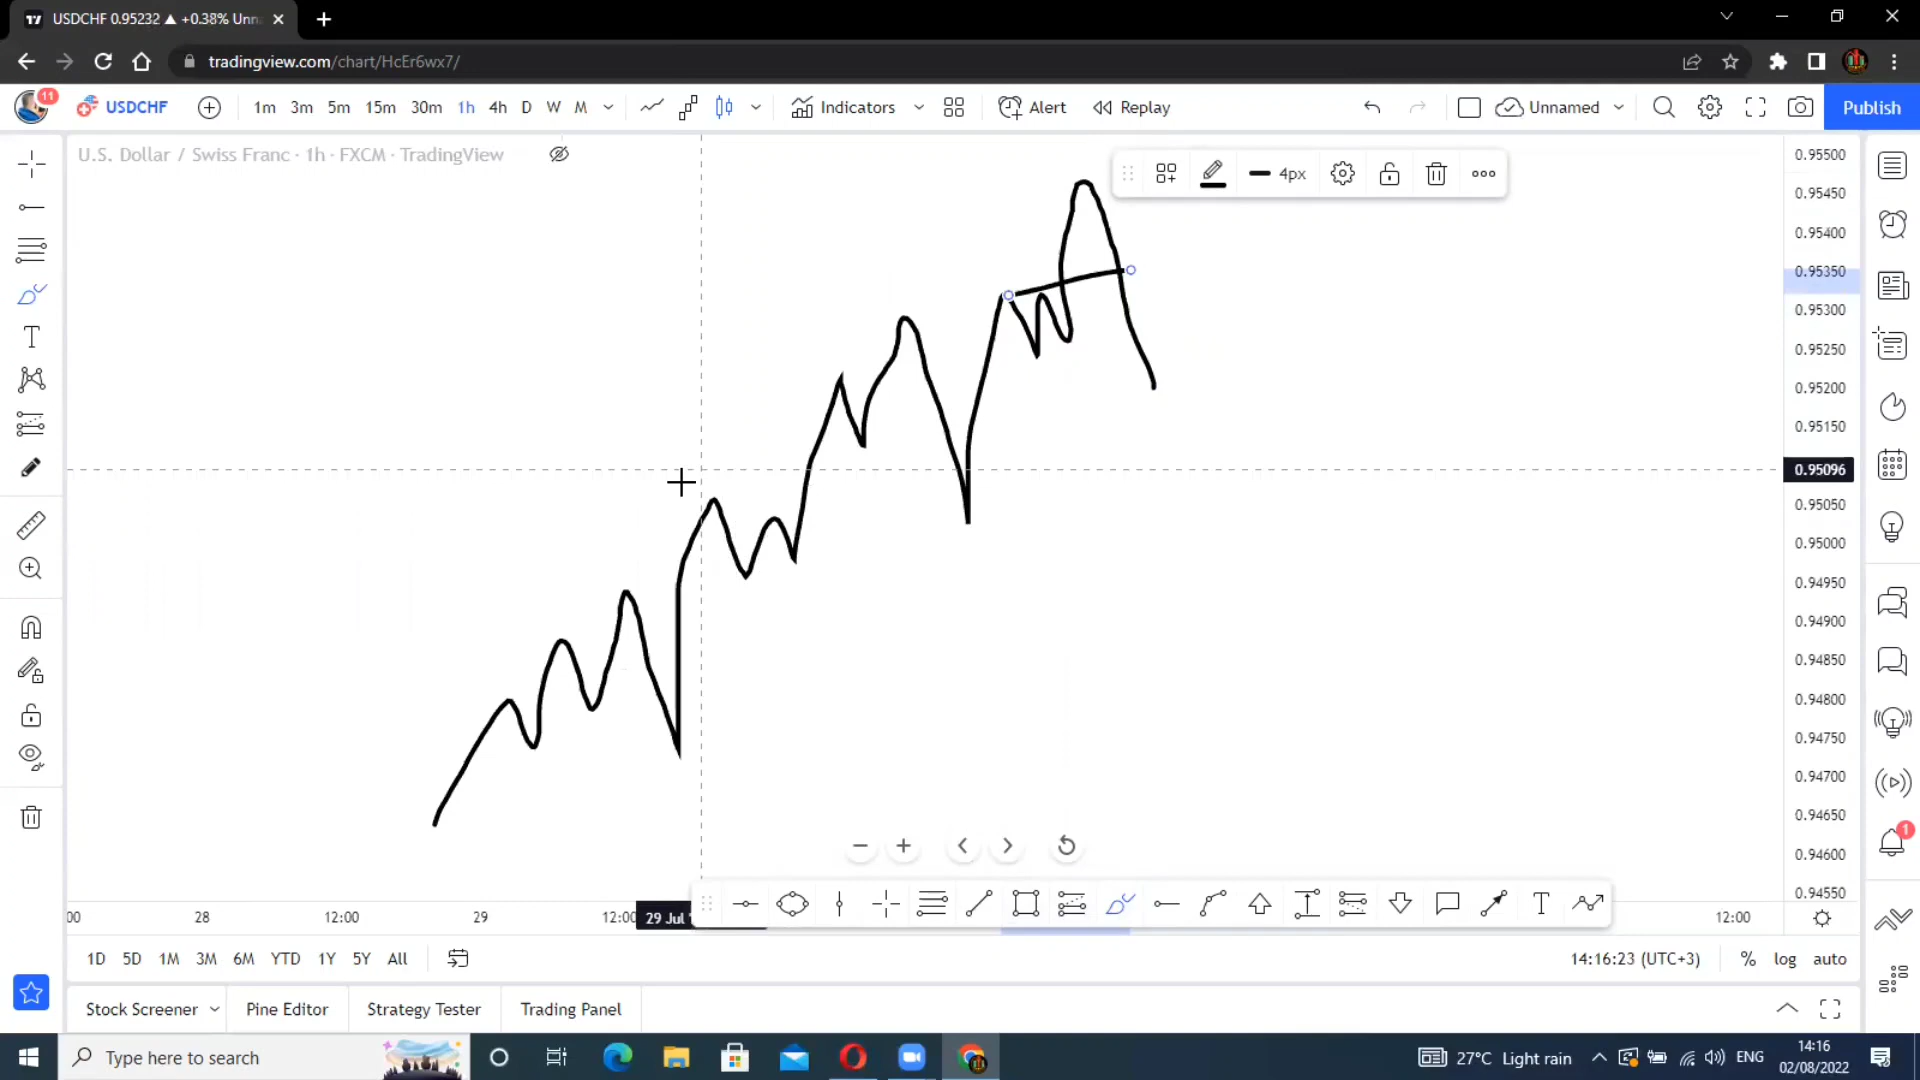 USDCHF 0.95232 ▲ +0.38% Unn
tradingview.com/chart/HcEr6wx7/
11
USDCHF
1m 3m 5m 15m 30m 1h 4h D W M
Indicators
Alert
Replay
Unnamed
Publish
U.S. Dollar / Swiss Franc · 1h · FXCM · TradingView
4px
0.95500
0.95450
0.95400
0.95350
0.95300
0.95250
0.95200
0.95150
0.95096
0.95050
0.95000
0.94950
0.94900
0.94850
0.94800
0.94750
0.94700
0.94650
0.94600
0.94550
1
00 28 12:00 29 12:00 29 Jul 12:00
1D 5D 1M 3M 6M YTD 1Y 5Y All
14:16:23 (UTC+3) % log auto
Stock Screener Pine Editor Strategy Tester Trading Panel
Type here to search
27°C Light rain
ENG
14:16
02/08/2022